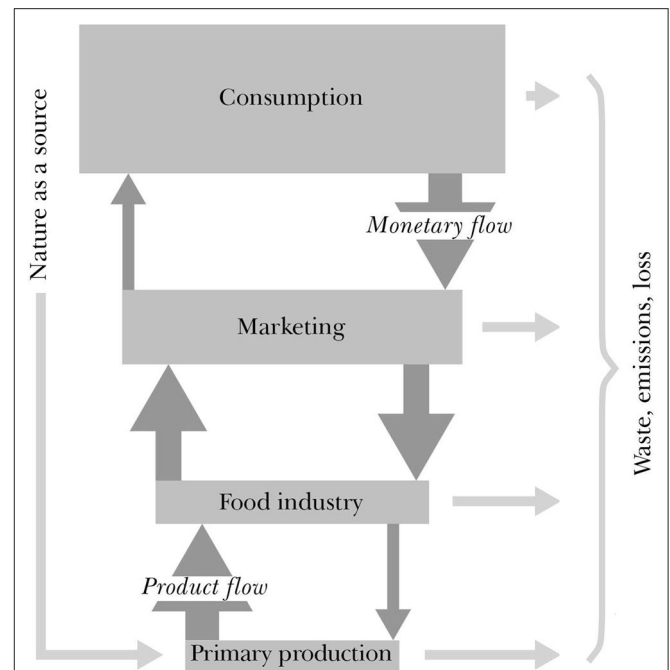 Consumption
Nature as a source
Monetary flow
Marketing
Waste, emissions, loss
Food industry
Product flow
Primary production